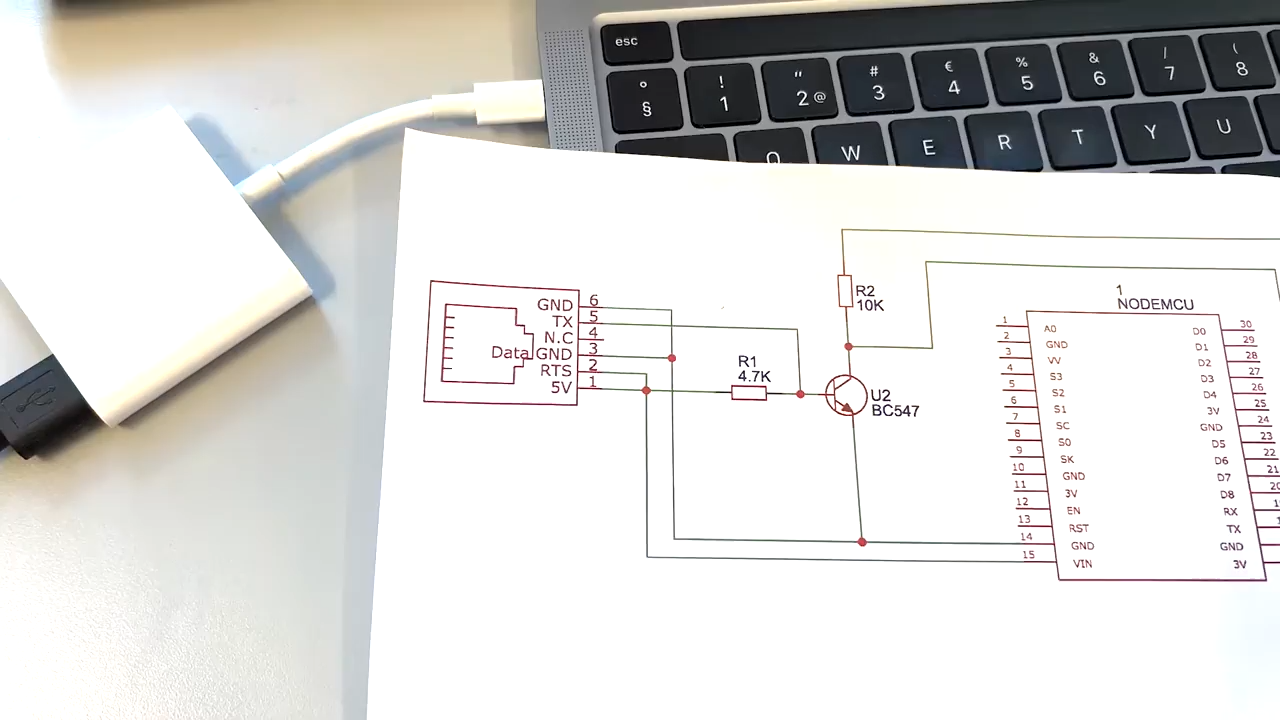 esc
° ! " # € % & / (
§ 1 2 @ 3 4 5 6 7 8
W E R T Y U
R2
10K
1
NODEMCU
GND 6
TX 5
N.C 4
Data GND 3
RTS 2
5V 1
R1
4.7K
U2
BC547
1 A0 D0 30
2 GND D1 29
3 VV D2 28
4 S3 D3 27
5 S2 D4 26
6 S1 3V 25
7 SC GND 24
8 S0 D5 23
9 SK D6 22
10 GND D7 21
11 3V D8
12 EN RX
13 RST TX
14 GND GND
15 VIN 3V